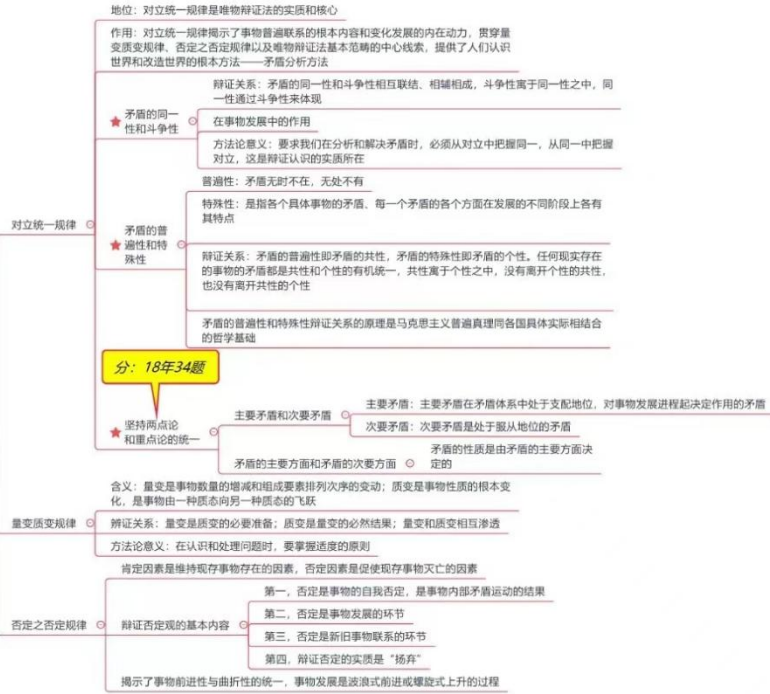 地位：对立统一规律是唯物辩证法的实质和核心
作用：对立统一规律揭示了事物普遍联系的根本内容和变化发展的内在动力，贯穿量
变质变规律、否定之否定规律以及唯物辩证法基本范畴的中心线索，提供了人们认识
世界和改造世界的根本方法——矛盾分析方法
矛盾的同一
性和斗争性
辩证关系：矛盾的同一性和斗争性相互联结、相辅相成，斗争性寓于同一性之中，同
一性通过斗争性来体现
在事物发展中的作用
方法论意义：要求我们在分析和解决矛盾时，必须从对立中把握同一，从同一中把握
对立，这是辩证认识的实质所在
对立统一规律
矛盾的普
遍性和特
殊性
普遍性：矛盾无时不在，无处不有
特殊性：是指各个具体事物的矛盾、每一个矛盾的各个方面在发展的不同阶段上各有
其特点
辩证关系：矛盾的普遍性即矛盾的共性，矛盾的特殊性即矛盾的个性。任何现实存在
的事物的矛盾都是共性和个性的有机统一，共性寓于个性之中，没有离开个性的共性，
也没有离开共性的个性
矛盾的普遍性和特殊性辩证关系的原理是马克思主义普遍真理同各国具体实际相结合
的哲学基础
分：18年34题
坚持两点论
和重点论的统一
主要矛盾和次要矛盾
主要矛盾：主要矛盾在矛盾体系中处于支配地位，对事物发展进程起决定作用的矛盾
次要矛盾：次要矛盾是处于服从地位的矛盾
矛盾的主要方面和矛盾的次要方面
矛盾的性质是由矛盾的主要方面决
定的
量变质变规律
含义：量变是事物数量的增减和组成要素排列次序的变动；质变是事物性质的根本变
化，是事物由一种质态向另一种质态的飞跃
辨证关系：量变是质变的必要准备；质变是量变的必然结果；量变和质变相互渗透
方法论意义：在认识和处理问题时，要掌握适度的原则
否定之否定规律
肯定因素是维持现存事物存在的因素，否定因素是促使现存事物灭亡的因素
辩证否定观的基本内容
第一，否定是事物的自我否定，是事物内部矛盾运动的结果
第二，否定是事物发展的环节
第三，否定是新旧事物联系的环节
第四，辩证否定的实质是“扬弃”
揭示了事物前进性与曲折性的统一，事物发展是波浪式前进或螺旋式上升的过程